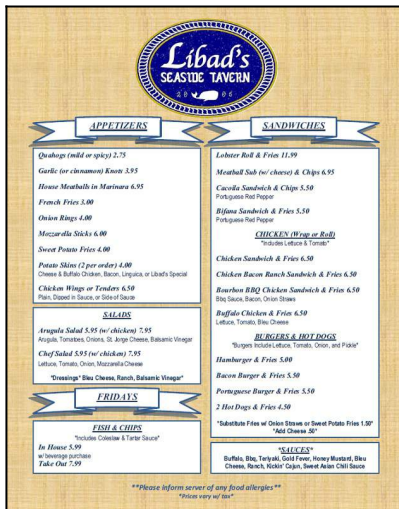 Libad's
SEASIDE TAVERN
2006
APPETIZERS
Quahogs (mild or spicy) 2.75
Garlic (or cinnamon) Knots 3.95
House Meatballs in Marinara 6.95
French Fries 3.00
Onion Rings 4.00
Mozzarella Sticks 6.00
Sweet Potato Fries 4.00
Potato Skins (2 per order) 4.00
Cheese & Buffalo Chicken, Bacon, Linguica, or Libad's Special
Chicken Wings or Tenders 6.50
Plain, Dipped in Sauce, or Side of Sauce
SALADS
Arugula Salad 5.95 (w/ chicken) 7.95
Arugula, Tomatoes, Onions, St. Jorge Cheese, Balsamic Vinegar
Chef Salad 5.95 (w/ chicken) 7.95
Lettuce, Tomato, Onion, Mozzarella Cheese
*Dressings* Bleu Cheese, Ranch, Balsamic Vinegar*
FRIDAYS
FISH & CHIPS
*Includes Coleslaw & Tartar Sauce*
In House 5.99
w/ beverage purchase
Take Out 7.99
SANDWICHES
Lobster Roll & Fries 11.99
Meatball Sub (w/ cheese) & Chips 6.95
Cacoila Sandwich & Chips 5.50
Portuguese Red Pepper
Bifana Sandwich & Fries 5.50
Portuguese Red Pepper
CHICKEN (Wrap or Roll)
*Includes Lettuce & Tomato*
Chicken Sandwich & Fries 6.50
Chicken Bacon Ranch Sandwich & Fries 6.50
Bourbon BBQ Chicken Sandwich & Fries 6.50
Bbq Sauce, Bacon, Onion Straws
Buffalo Chicken & Fries 6.50
Lettuce, Tomato, Bleu Cheese
BURGERS & HOT DOGS
*Burgers Include Lettuce, Tomato, Onion, and Pickle*
Hamburger & Fries 5.00
Bacon Burger & Fries 5.50
Portuguese Burger & Fries 5.50
2 Hot Dogs & Fries 4.50
*Substitute Fries w/ Onion Straws or Sweet Potato Fries 1.50*
*Add Cheese .50*
*SAUCES*
Buffalo, Bbq, Teriyaki, Gold Fever, Honey Mustard, Bleu
Cheese, Ranch, Kickin' Cajun, Sweet Asian Chili Sauce
**Please inform server of any food allergies**
*Prices very w/ tax*